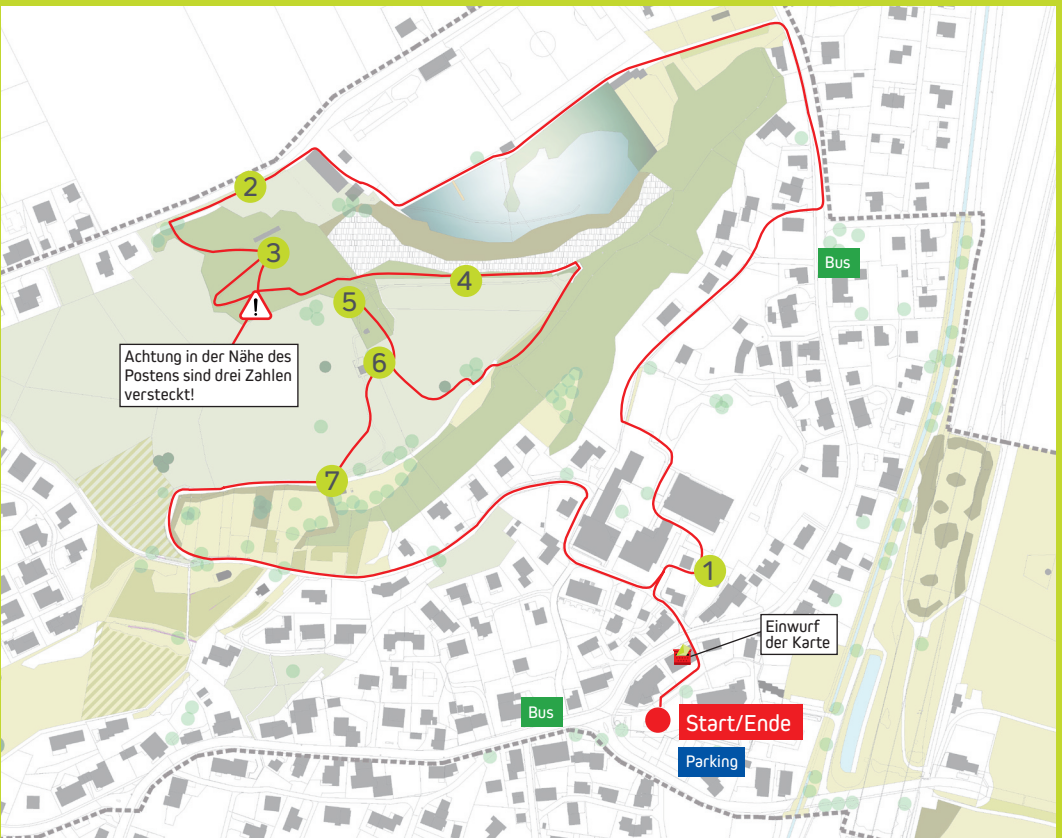 2
3
!
4
Bus
5
Achtung in der Nähe des
Postens sind drei Zahlen
versteckt!
6
7
1
Einwurf
der Karte
Bus
Start/Ende
Parking